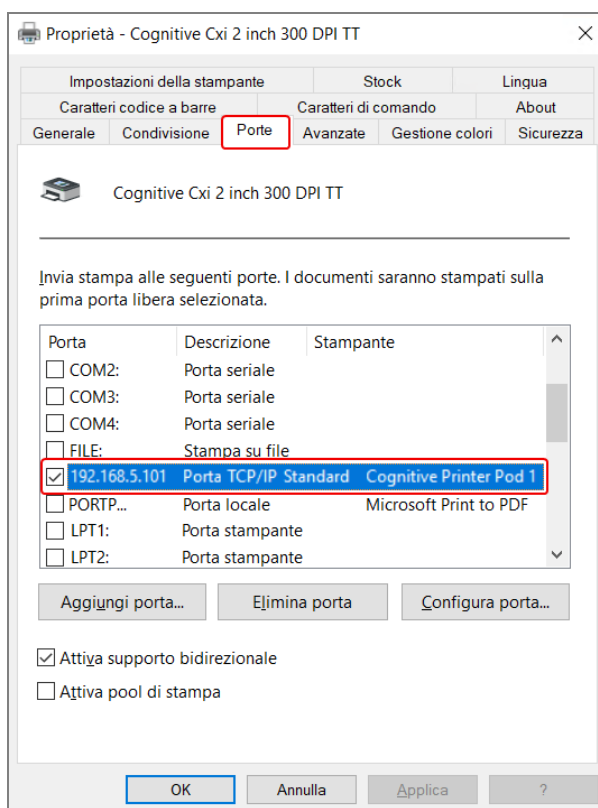 Proprietà - Cognitive Cxi 2 inch 300 DPI TT
Impostazioni della stampante Stock Lingua
Caratteri codice a barre Caratteri di comando About
Generale Condivisione Porte Avanzate Gestione colori Sicurezza
Cognitive Cxi 2 inch 300 DPI TT
Invia stampa alle seguenti porte. I documenti saranno stampati sulla
prima porta libera selezionata.
Porta Descrizione Stampante
COM2: Porta seriale
COM3: Porta seriale
COM4: Porta seriale
FILE: Stampa su file
192.168.5.101 Porta TCP/IP Standard Cognitive Printer Pod 1
PORTP... Porta locale Microsoft Print to PDF
LPT1: Porta stampante
LPT2: Porta stampante
Aggiungi porta... Elimina porta Configura porta...
Attiva supporto bidirezionale
Attiva pool di stampa
OK Annulla Applica ?